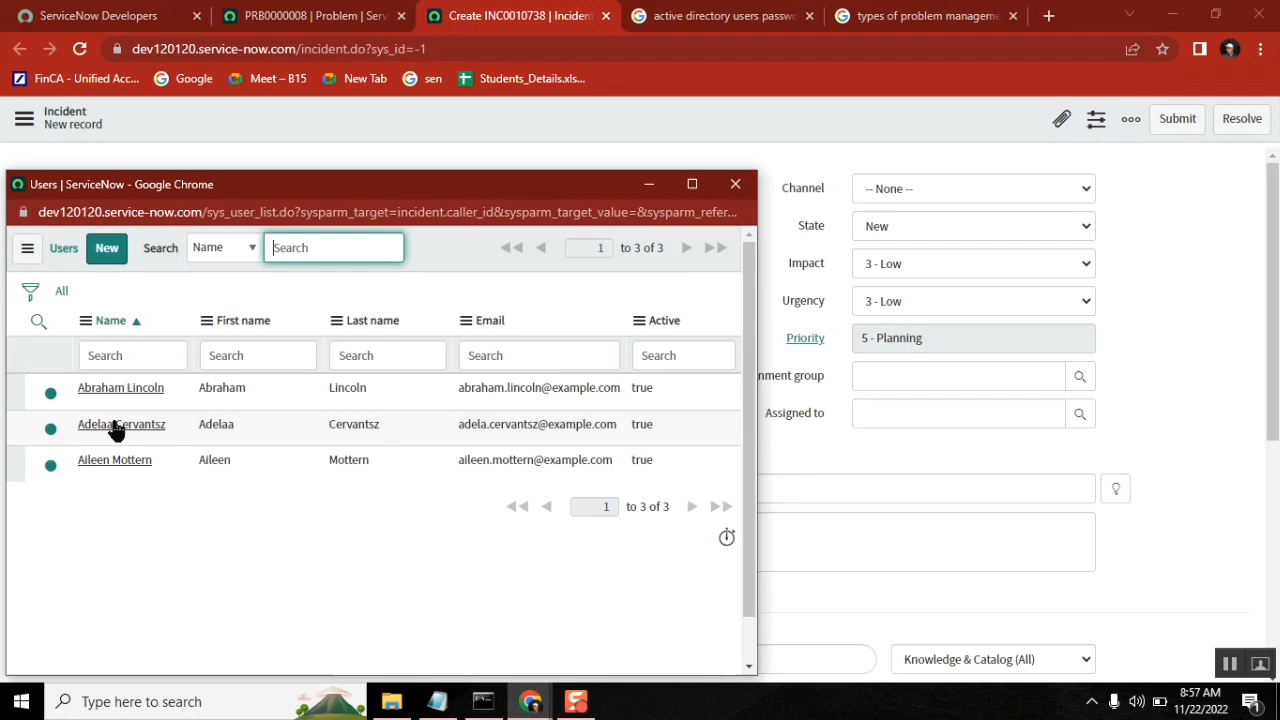 ServiceNow Developers
PRB0000008 | Problem | Serv
Create INC0010738 | Incident
active directory users passwo
types of problem manageme
dev120120.service-now.com/incident.do?sys_id=-1
FinCA - Unified Acc...
Google
Meet – B15
New Tab
sen
Students_Details.xls...
Incident
New record
Submit
Resolve
Users | ServiceNow - Google Chrome
dev120120.service-now.com/sys_user_list.do?sysparm_target=incident.caller_id&sysparm_target_value=&sysparm_refer...
Users
New
Search
Name
Search
1 to 3 of 3
All
Name
First name
Last name
Email
Active
Search
Search
Search
Search
Search
Abraham Lincoln
Abraham
Lincoln
abraham.lincoln@example.com
true
Adelaa Cervantsz
Adelaa
Cervantsz
adela.cervantsz@example.com
true
Aileen Mottern
Aileen
Mottern
aileen.mottern@example.com
true
1 to 3 of 3
Channel
-- None --
State
New
Impact
3 - Low
Urgency
3 - Low
Priority
5 - Planning
nment group
Assigned to
Knowledge & Catalog (All)
Type here to search
8:57 AM
11/22/2022
1